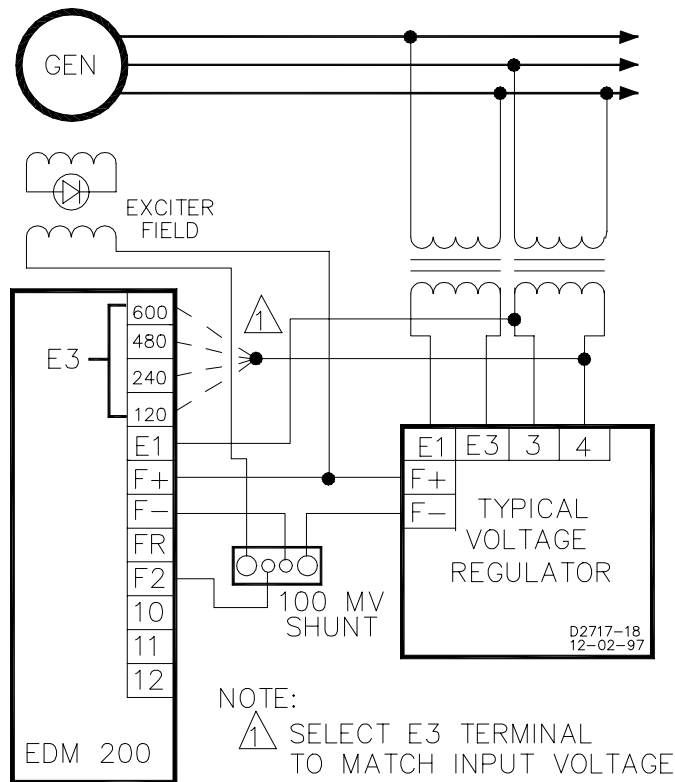 GEN
EXCITER
FIELD
1
600
480
240
120
E3
E1
F+
F-
FR
F2
10
11
12
EDM 200
100 MV
SHUNT
E1 E3 3 4
F+
F-
TYPICAL
VOLTAGE
REGULATOR
D2717-18
12-02-97
NOTE:
1 SELECT E3 TERMINAL
TO MATCH INPUT VOLTAGE